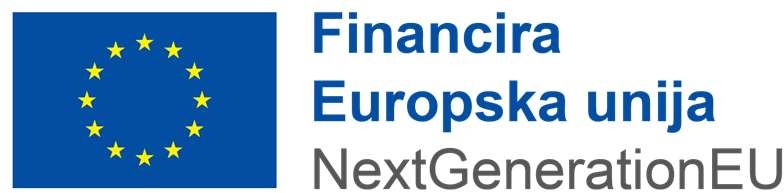 Financira
Europska unija
NextGenerationEU